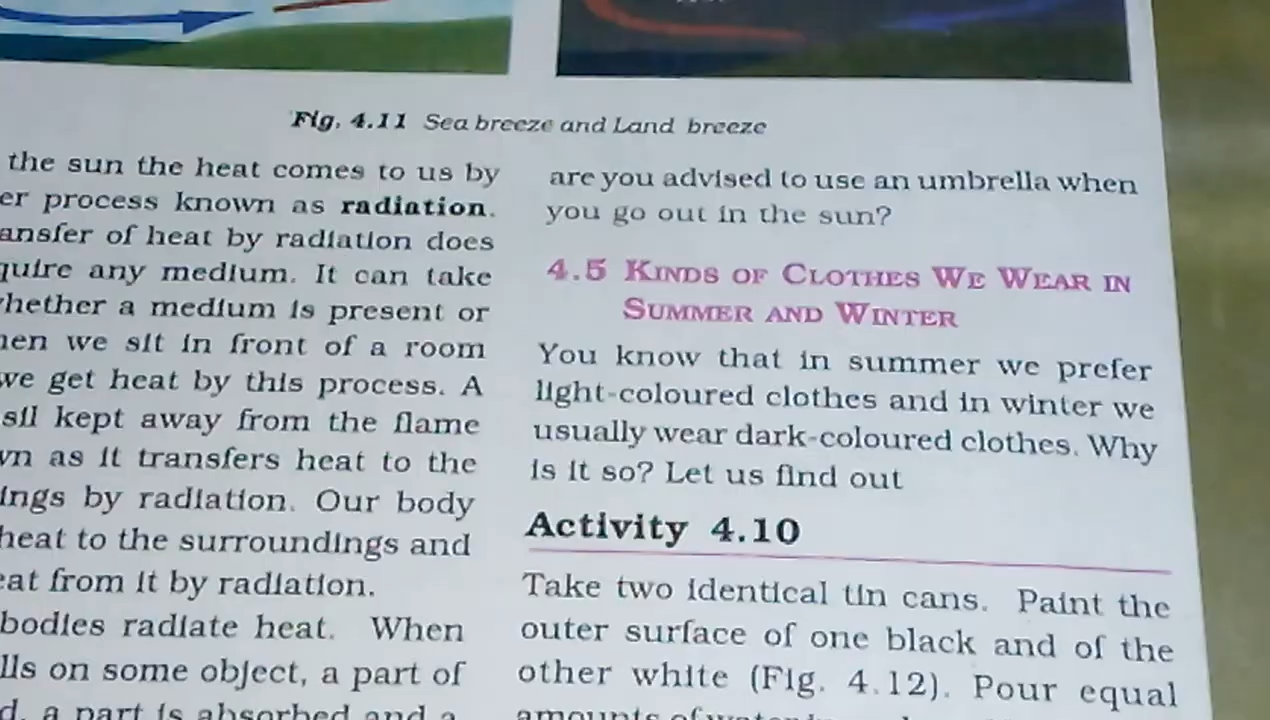 Fig. 4.11 Sea breeze and Land breeze
the sun the heat comes to us by
er process known as radiation.
ansfer of heat by radiation does
quire any medium. It can take
hether a medium is present or
en we sit in front of a room
we get heat by this process. A
sil kept away from the flame
wn as it transfers heat to the
ings by radiation. Our body
heat to the surroundings and
eat from it by radiation.
bodies radiate heat. When
lls on some object, a part of
d, a part is absorbed and a
are you advised to use an umbrella when
you go out in the sun?
4.5 KINDS OF CLOTHES WE WEAR IN
SUMMER AND WINTER
You know that in summer we prefer
light-coloured clothes and in winter we
usually wear dark-coloured clothes. Why
is it so? Let us find out
Activity 4.10
Take two identical tin cans. Paint the
outer surface of one black and of the
other white (Fig. 4.12). Pour equal
amounts of water